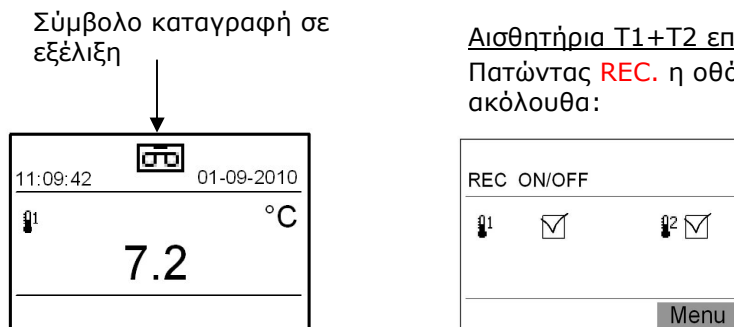 Σύμβολο καταγραφή σε
εξέλιξη
11:09:42 01-09-2010
1 °C
7.2
Αισθητήρια Τ1+Τ2 επ
Πατώντας REC. η οθό
ακόλουθα:
REC ON/OFF
1 2
Menu